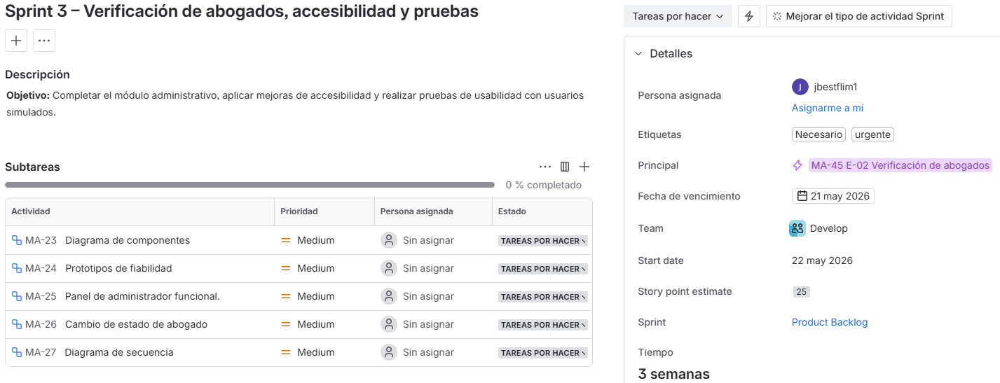 Sprint 3 – Verificación de abogados, accesibilidad y pruebas
Descripción
Objetivo: Completar el módulo administrativo, aplicar mejoras de accesibilidad y realizar pruebas de usabilidad con usuarios
simulados.
Subtareas
0 % completado
Actividad Prioridad Persona asignada Estado
MA-23 Diagrama de componentes Medium Sin asignar TAREAS POR HACER
MA-24 Prototipos de fiabilidad Medium Sin asignar TAREAS POR HACER
MA-25 Panel de administrador funcional. Medium Sin asignar TAREAS POR HACER
MA-26 Cambio de estado de abogado Medium Sin asignar TAREAS POR HACER
MA-27 Diagrama de secuencia Medium Sin asignar TAREAS POR HACER
Tareas por hacer Mejorar el tipo de actividad Sprint
Detalles
Persona asignada J jbestflim1
Asignarme a mí
Etiquetas Necesario urgente
Principal MA-45 E-02 Verificación de abogados
Fecha de vencimiento 21 may 2026
Team Develop
Start date 22 may 2026
Story point estimate 25
Sprint Product Backlog
Tiempo
3 semanas